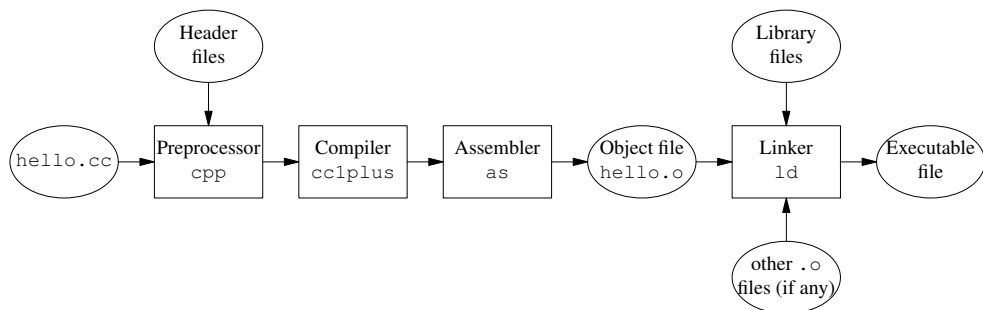 Header
files
Library
files
hello.cc
Preprocessor
cpp
Compiler
cc1plus
Assembler
as
Object file
hello.o
Linker
ld
Executable
file
other .o
files (if any)